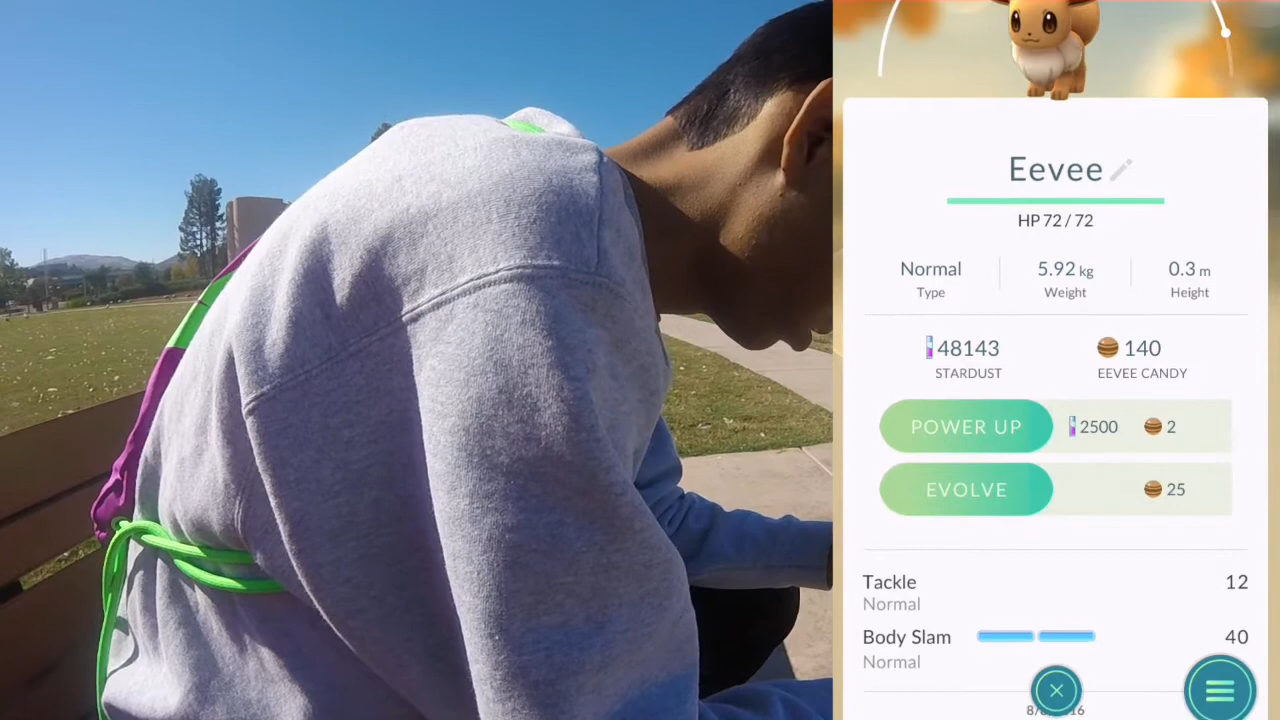 Eevee
HP 72 / 72
Normal 5.92 kg 0.3 m
Type Weight Height
48143 140
STARDUST EEVEE CANDY
POWER UP 2500 2
EVOLVE 25
Tackle 12
Normal
Body Slam 40
Normal